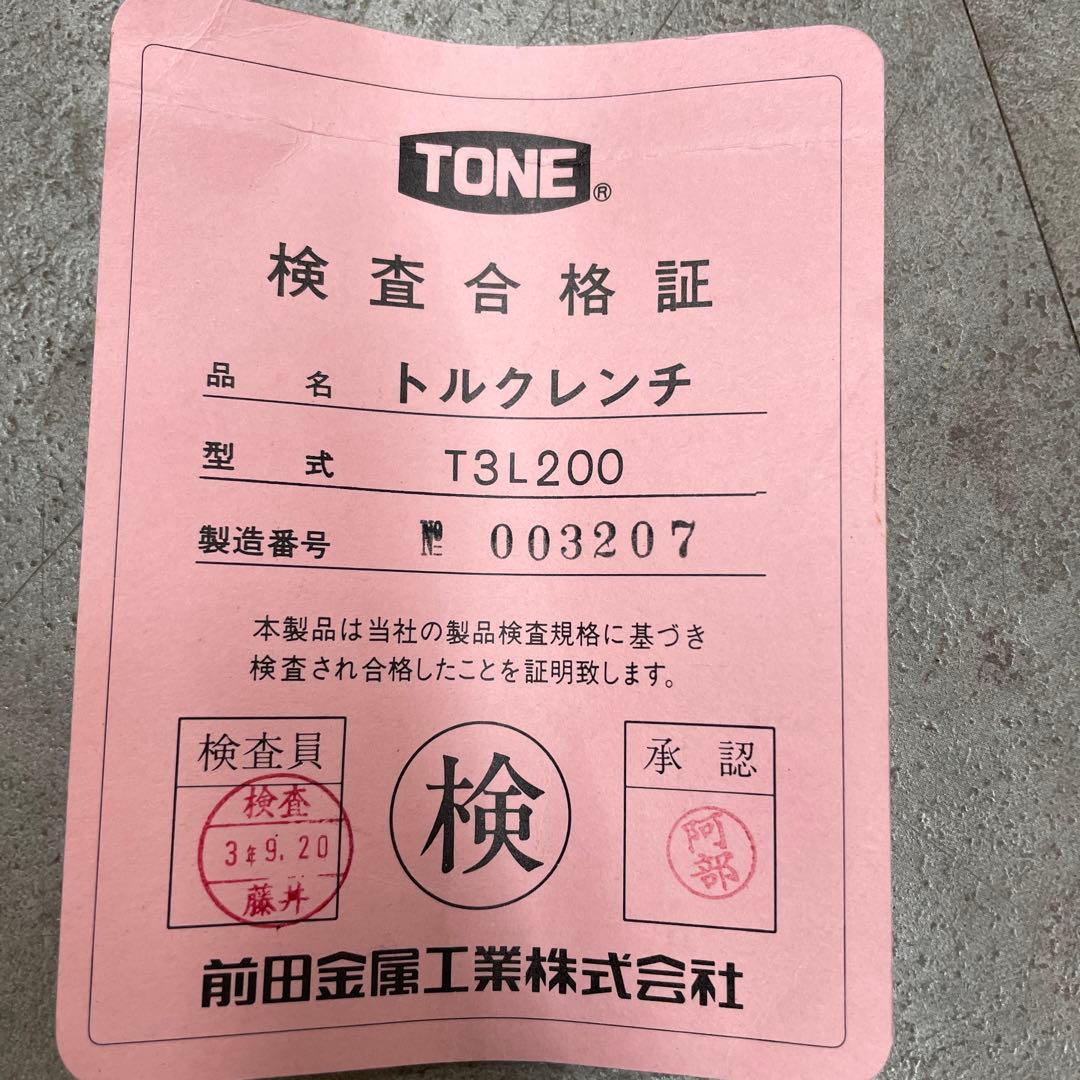 TONE®
検査合格証
品名 トルクレンチ
型式 T3L200
製造番号 № 003207
本製品は当社の製品検査規格に基づき
検査され合格したことを証明致します。
検査員
検査
3年9.20
藤井
検
承認
阿部
前田金属工業株式会社